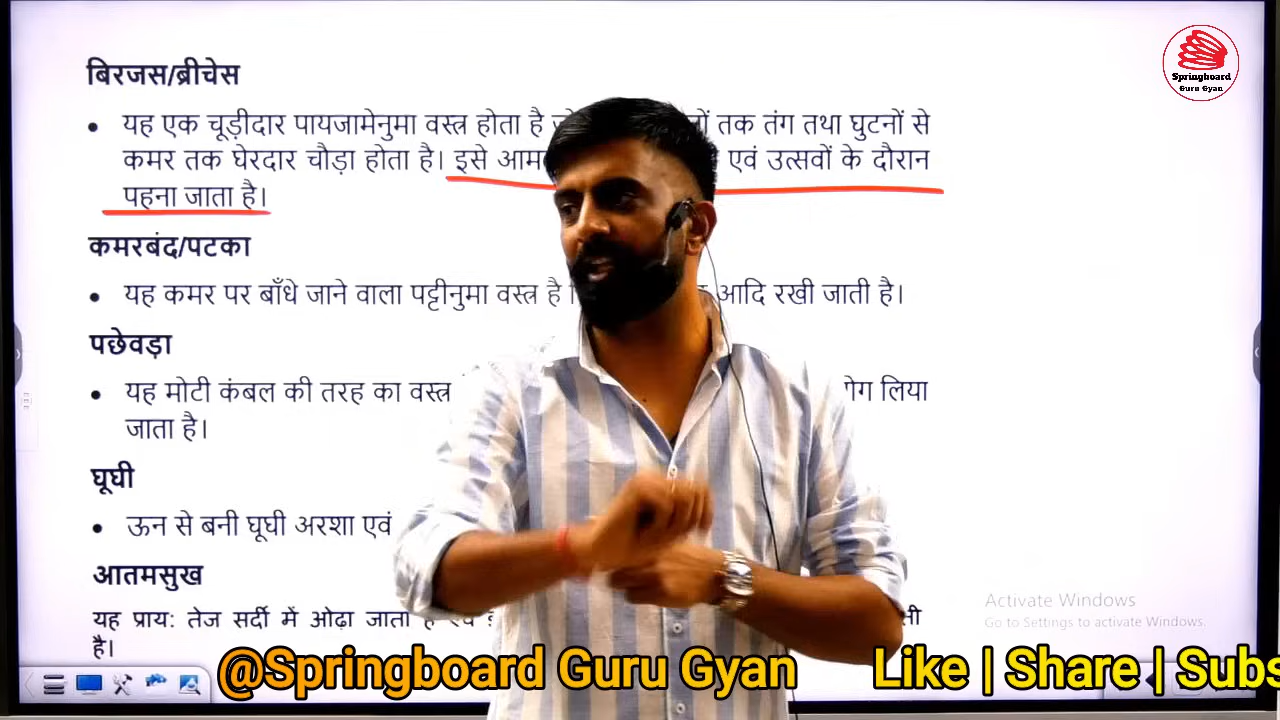 Springboard
Guru Gyan
बिरजस/ब्रीचेस
• यह एक चूड़ीदार पायजामेनुमा वस्त्र होता है तक तंग तथा घुटनों से
कमर तक घेरदार चौड़ा होता है। इसे एवं उत्सवों के दौरान
पहना जाता है।
कमरबंद/पटका
• यह कमर पर बाँधे जाने वाला पट्टीनुमा वस्त्र है आदि रखी जाती है।
पछेवड़ा
• यह मोटी कंबल की तरह का वस्त्र लिया
जाता है।
घूघी
• ऊन से बनी घूघी अरशा एवं
आतमसुख
यह प्राय: तेज सर्दी में ओढ़ा जाता
है।
Activate Windows
Go to Settings to activate Windows.
@Springboard Guru Gyan Like | Share | Subs